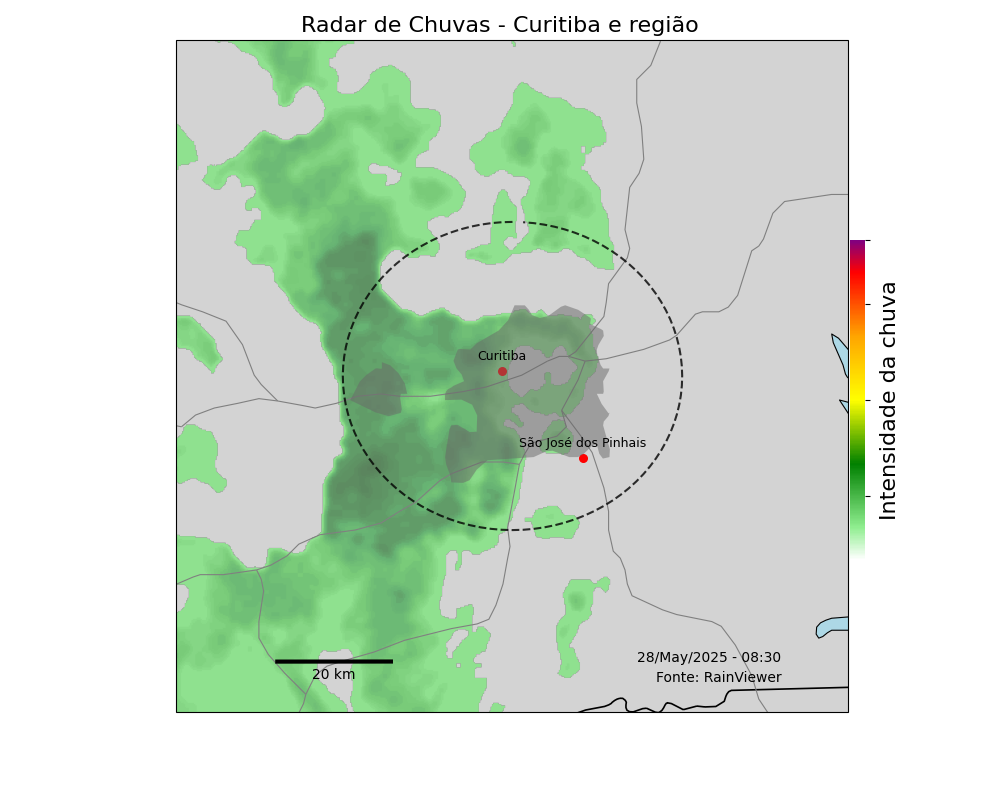 Radar de Chuvas - Curitiba e região
Curitiba
São José dos Pinhais
Intensidade da chuva
28/May/2025 - 08:30
Fonte: RainViewer
20 km